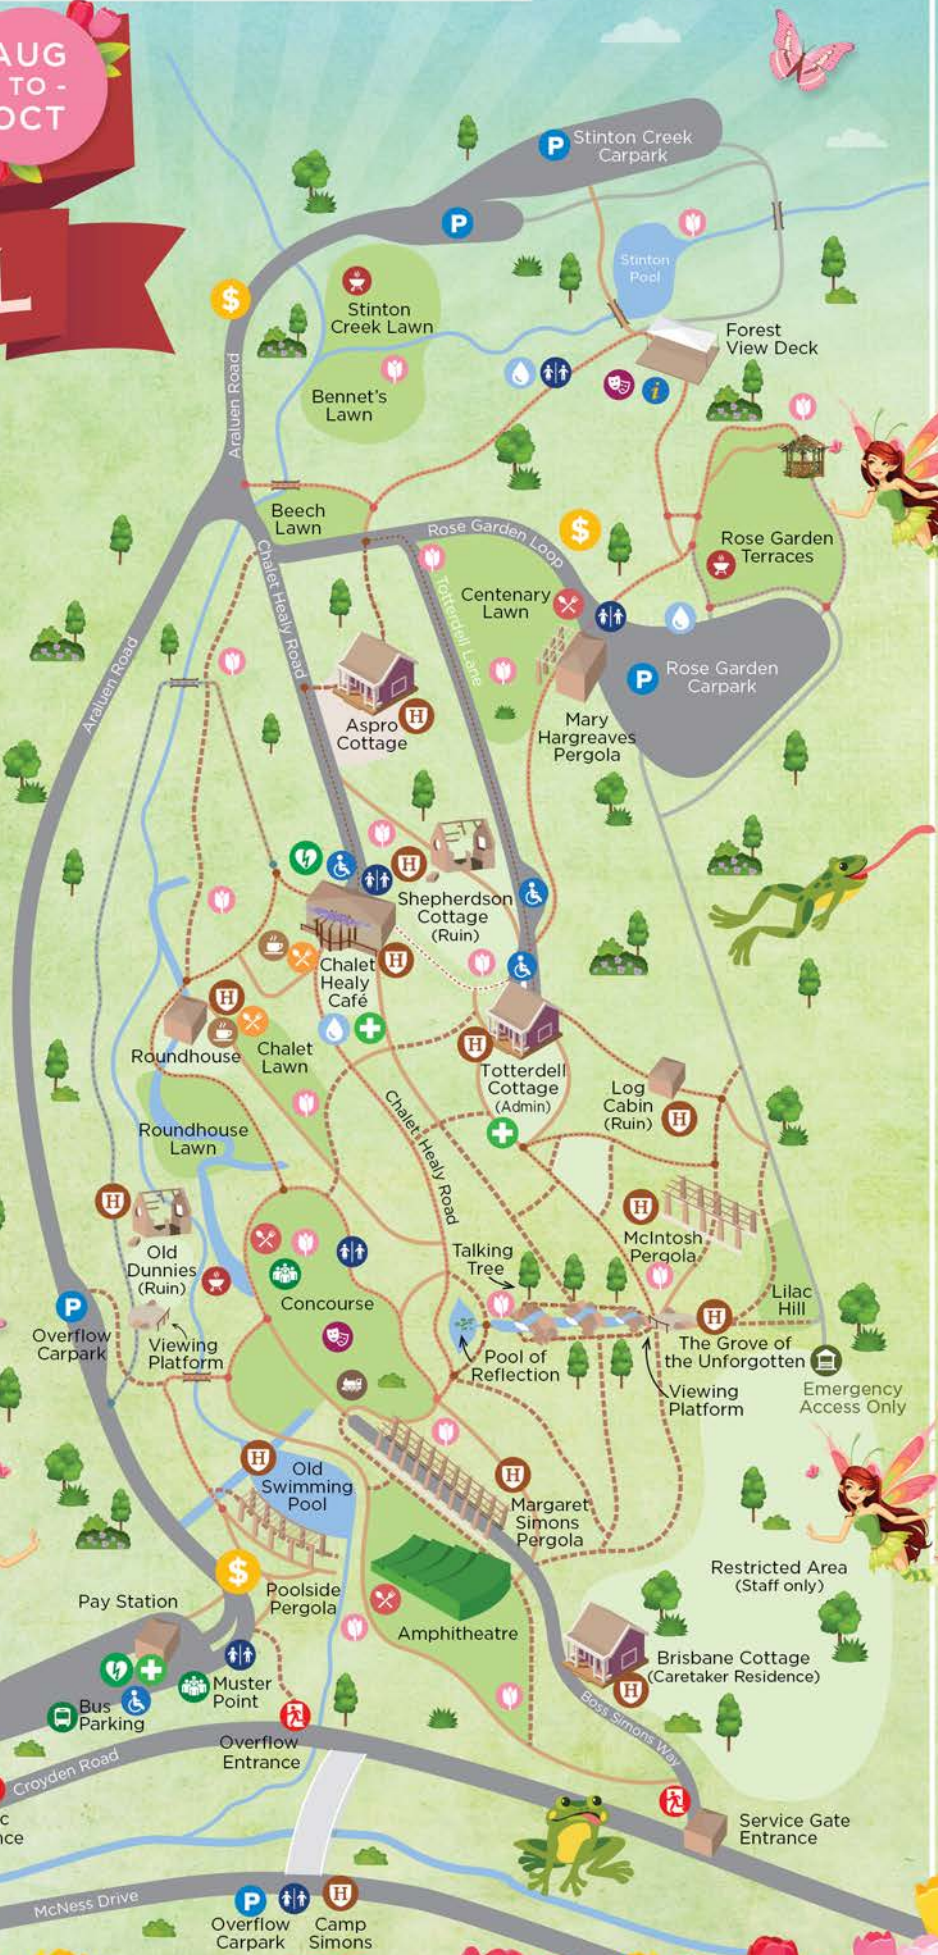 AUG
TO -
OCT
P
Stinton Creek
Carpark
P
Stinton
Pool
$
Stinton
Creek Lawn
Forest
View Deck
i
Bennet's
Lawn
Araluen Road
Beech
Lawn
Rose Garden Loop
$
Rose Garden
Terraces
Chalet Healy Road
Totterdell Lane
Centenary
Lawn
P
Rose Garden
Carpark
Araluen Road
Aspro
Cottage
H
Mary
Hargreaves
Pergola
H
Shepherdson
Cottage
(Ruin)
Chalet
Healy
Café
H
H
Roundhouse
Chalet
Lawn
H
Totterdell
Cottage
(Admin)
Log
Cabin
(Ruin)
H
Chalet Healy Road
Roundhouse
Lawn
H
Old
Dunnies
(Ruin)
H
McIntosh
Pergola
Talking
Tree
Concourse
Lilac
Hill
P
Overflow
Carpark
Viewing
Platform
Pool of
Reflection
H
The Grove of
the Unforgotten
Viewing
Platform
Emergency
Access Only
H
Old
Swimming
Pool
H
Margaret
Simons
Pergola
Restricted Area
(Staff only)
$
Pay Station
Poolside
Pergola
Amphitheatre
Brisbane Cottage
(Caretaker Residence)
H
Muster
Point
Bus
Parking
Boss Simons Way
Overflow
Entrance
Croyden Road
Service Gate
Entrance
McNess Drive
P
H
Overflow
Carpark
Camp
Simons